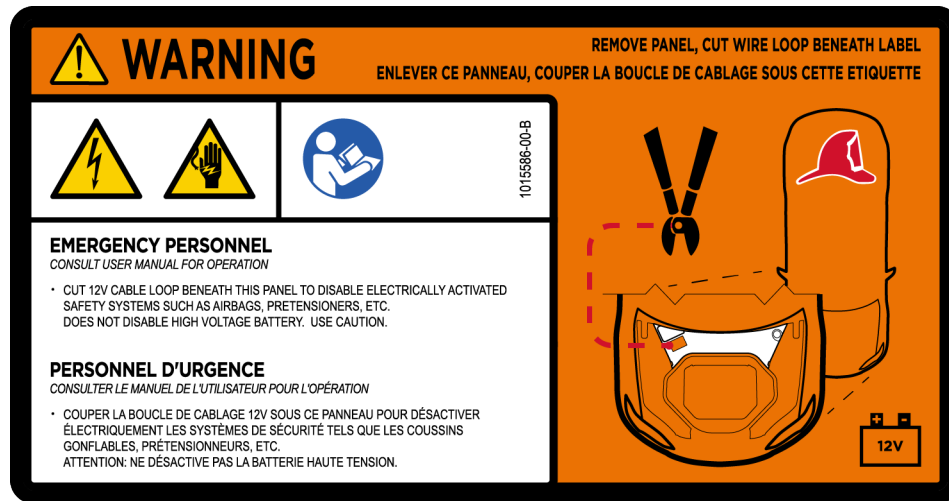 WARNING
REMOVE PANEL, CUT WIRE LOOP BENEATH LABEL
ENLEVER CE PANNEAU, COUPER LA BOUCLE DE CABLAGE SOUS CETTE ETIQUETTE
10155586-00-B
EMERGENCY PERSONNEL
CONSULT USER MANUAL FOR OPERATION
• CUT 12V CABLE LOOP BENEATH THIS PANEL TO DISABLE ELECTRICALLY ACTIVATED
SAFETY SYSTEMS SUCH AS AIRBAGS, PRETENSIONERS, ETC.
DOES NOT DISABLE HIGH VOLTAGE BATTERY. USE CAUTION.
PERSONNEL D'URGENCE
CONSULTER LE MANUEL DE L'UTILISATEUR POUR L'OPÉRATION
• COUPER LA BOUCLE DE CABLAGE 12V SOUS CE PANNEAU POUR DÉSACTIVER
ÉLECTRIQUEMENT LES SYSTÈMES DE SÉCURITÉ TELS QUE LES COUSSINS
GONFLABLES, PRÉTENSIONNEURS, ETC.
ATTENTION: NE DÉSACTIVE PAS LA BATTERIE HAUTE TENSION.
12V